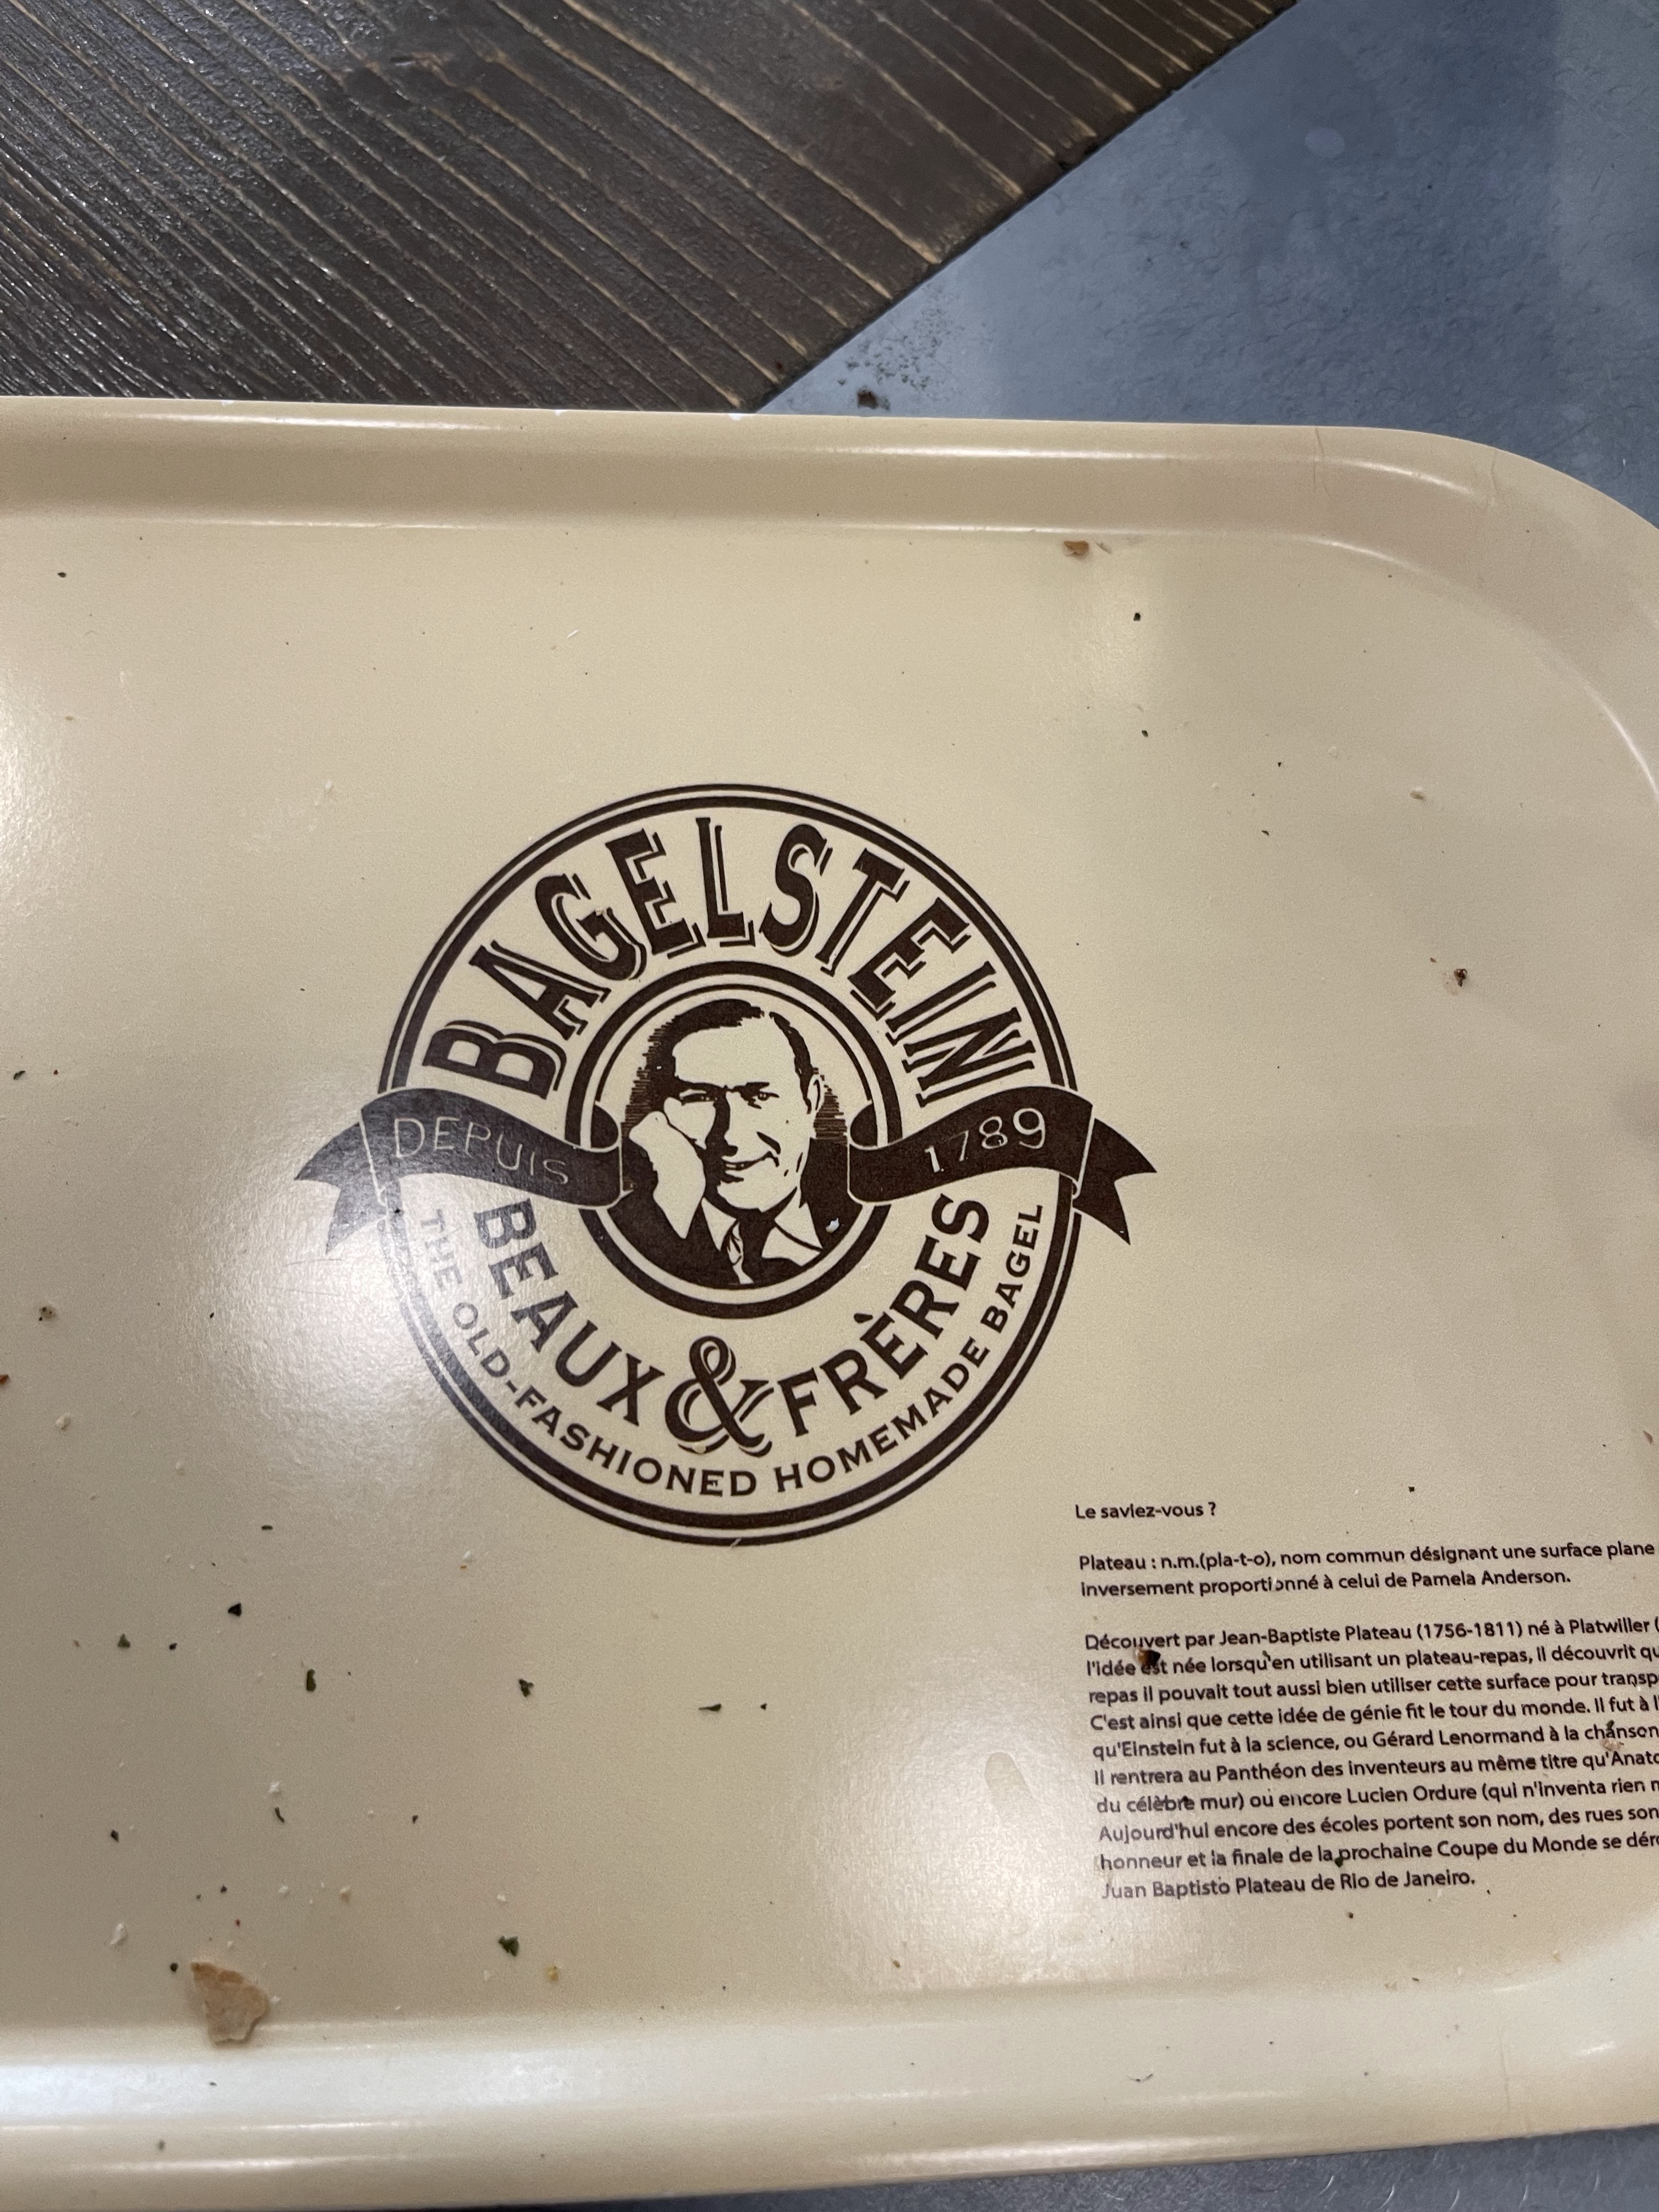 BAGELSTEIN
DEPUIS 1789
BEAUX & FRÈRES
THE OLD-FASHIONED HOMEMADE BAGEL
Le saviez-vous ?
Plateau : n.m.(pla-t-o), nom commun désignant une surface plane
inversement proportionné à celui de Pamela Anderson.
Découvert par Jean-Baptiste Plateau (1756-1811) né à Platwiller (
l'idée est née lorsqu'en utilisant un plateau-repas, il découvrit
repas il pouvait tout aussi bien utiliser cette surface pour
C'est ainsi que cette idée de génie fit le tour du monde. Il fut à
qu'Einstein fut à la science, ou Gérard Lenormand à la chanson
Il rentrera au Panthéon des inventeurs au même titre
du célèbre mur) ou encore Lucien Ordure (qui n'inventa rien
Aujourd'hui encore des écoles portent son nom, des rues
honneur et la finale de la prochaine Coupe du Monde se
Juan Baptisto Plateau de Rio de Janeiro.